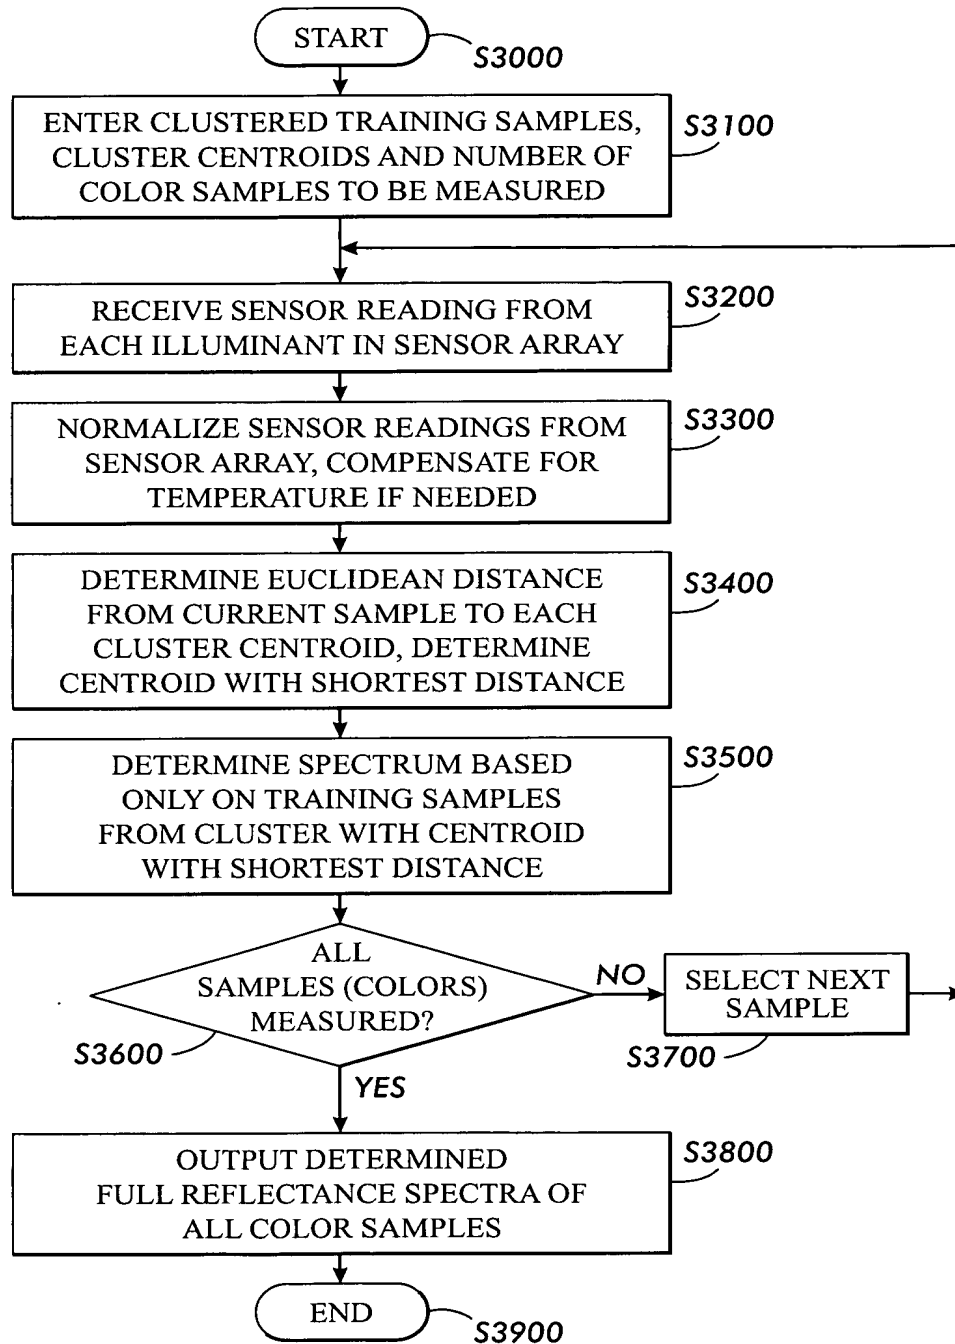 START
S3000
ENTER CLUSTERED TRAINING SAMPLES,
CLUSTER CENTROIDS AND NUMBER OF
COLOR SAMPLES TO BE MEASURED
S3100
RECEIVE SENSOR READING FROM
EACH ILLUMINANT IN SENSOR ARRAY
S3200
NORMALIZE SENSOR READINGS FROM
SENSOR ARRAY, COMPENSATE FOR
TEMPERATURE IF NEEDED
S3300
DETERMINE EUCLIDEAN DISTANCE
FROM CURRENT SAMPLE TO EACH
CLUSTER CENTROID, DETERMINE
CENTROID WITH SHORTEST DISTANCE
S3400
DETERMINE SPECTRUM BASED
ONLY ON TRAINING SAMPLES
FROM CLUSTER WITH CENTROID
WITH SHORTEST DISTANCE
S3500
ALL
SAMPLES (COLORS)
MEASURED?
S3600
NO
SELECT NEXT
SAMPLE
S3700
YES
OUTPUT DETERMINED
FULL REFLECTANCE SPECTRA OF
ALL COLOR SAMPLES
S3800
END
S3900